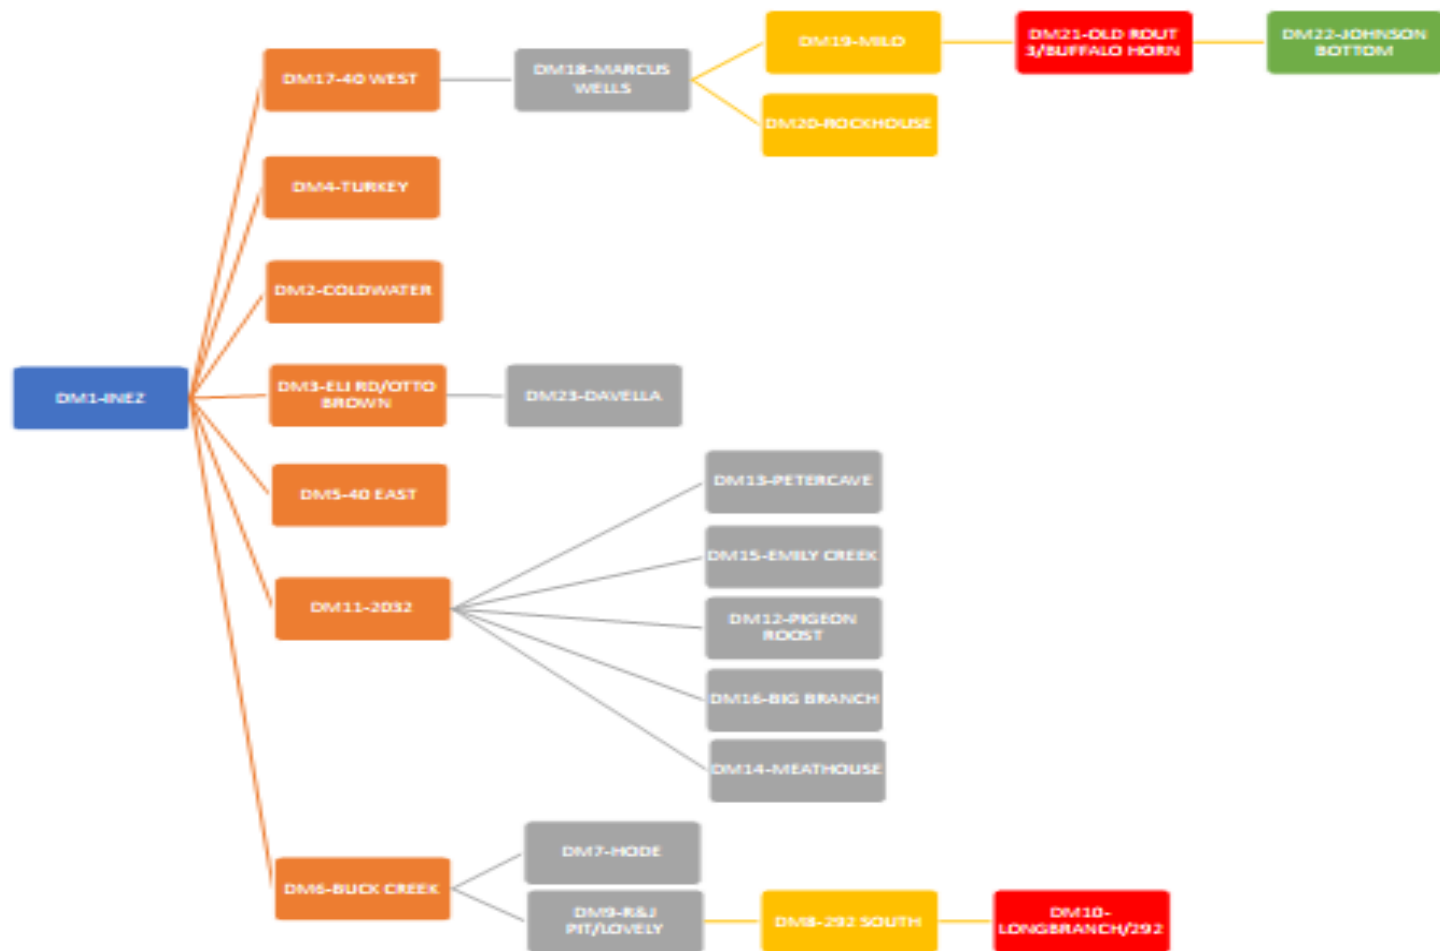 DM19-MILO
DM21-OLD ROUT
3/BUFFALO HORN
DM22-JOHNSON
BOTTOM
DM17-40 WEST
DM18-MARCUS
WELLS
DM20-ROCKHOUSE
DM4-TURKEY
DM2-COLDWATER
DM1-INEZ
DM3-ELI RD/OTTO
BROWN
DM23-DAVELLA
DM5-40 EAST
DM13-PETERCAVE
DM15-EMILY CREEK
DM11-2032
DM12-PIGEON
ROOST
DM16-BIG BRANCH
DM14-MEATHOUSE
DM7-HODE
DM6-BUCK CREEK
DM9-R&J
PIT/LOVELY
DM8-292 SOUTH
DM10-
LONGBRANCH/292